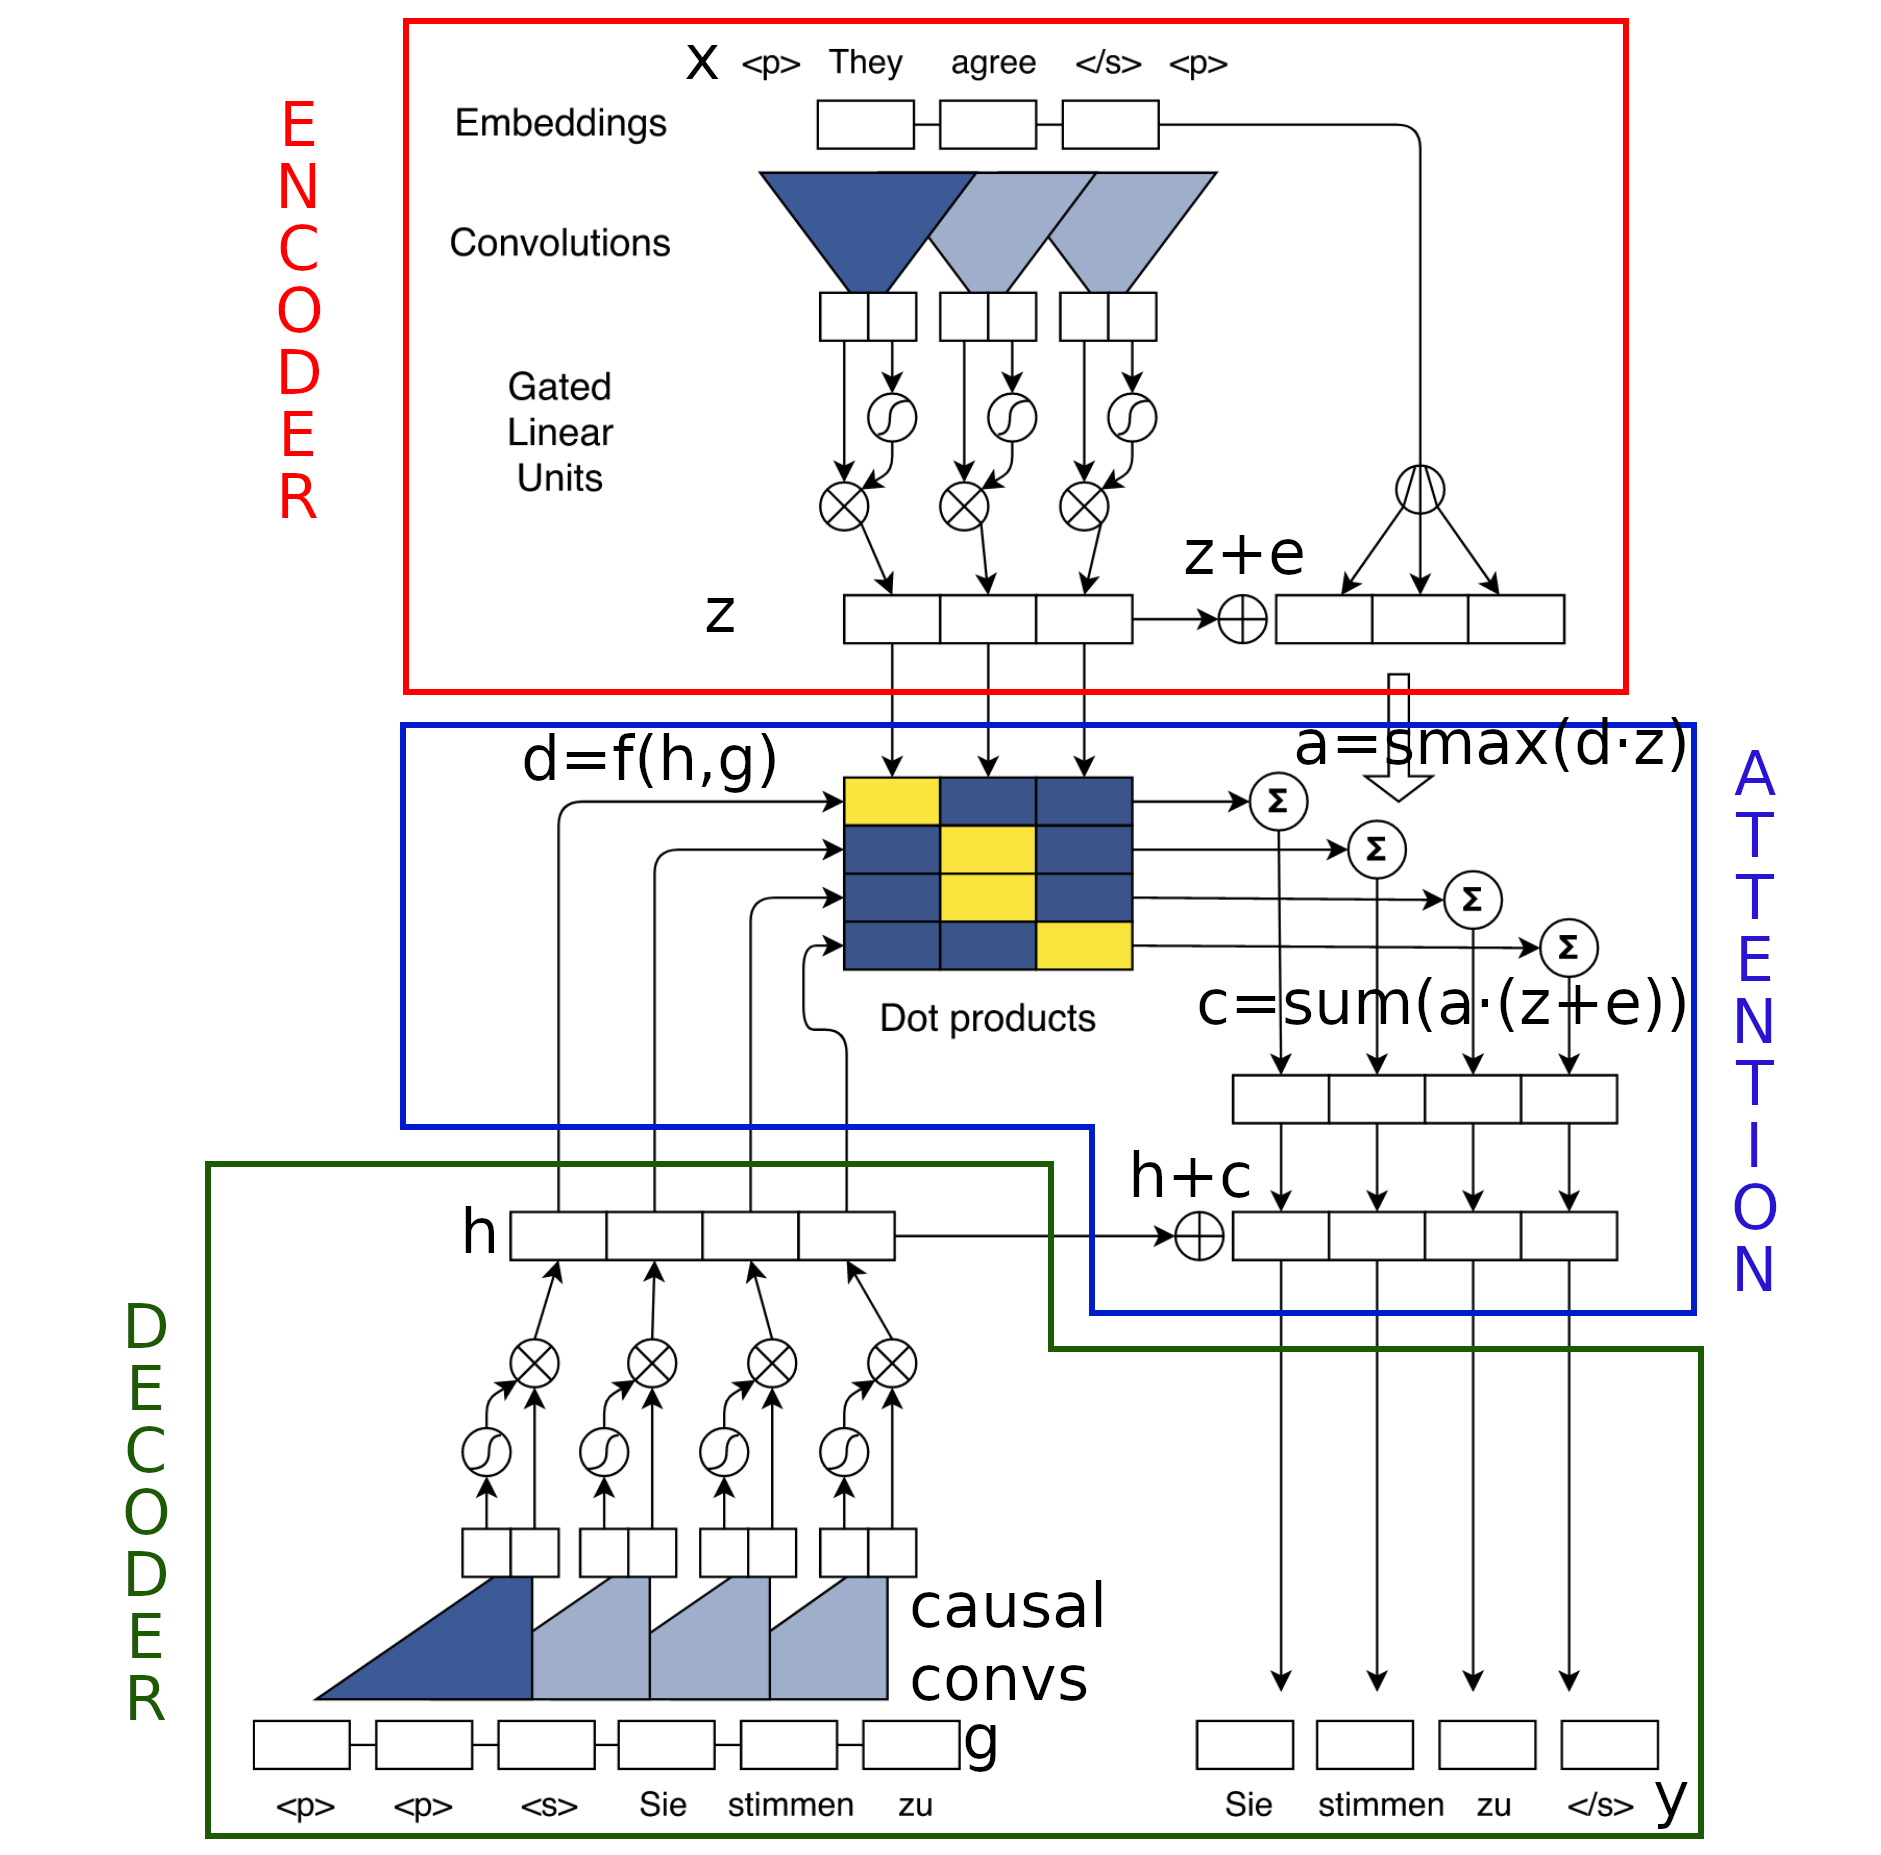 x <p> They agree </s> <p>
Embeddings
Convolutions
Gated
Linear
Units
ENCODER
z+e
z
d=f(h,g)
a=smax(d·z)
Σ
Σ
Σ
Σ
Dot products
c=sum(a·(z+e))
ATTENTION
h+c
h
DECODER
causal
convs
g
<p> <p> <s> Sie stimmen zu
Sie stimmen zu </s> y